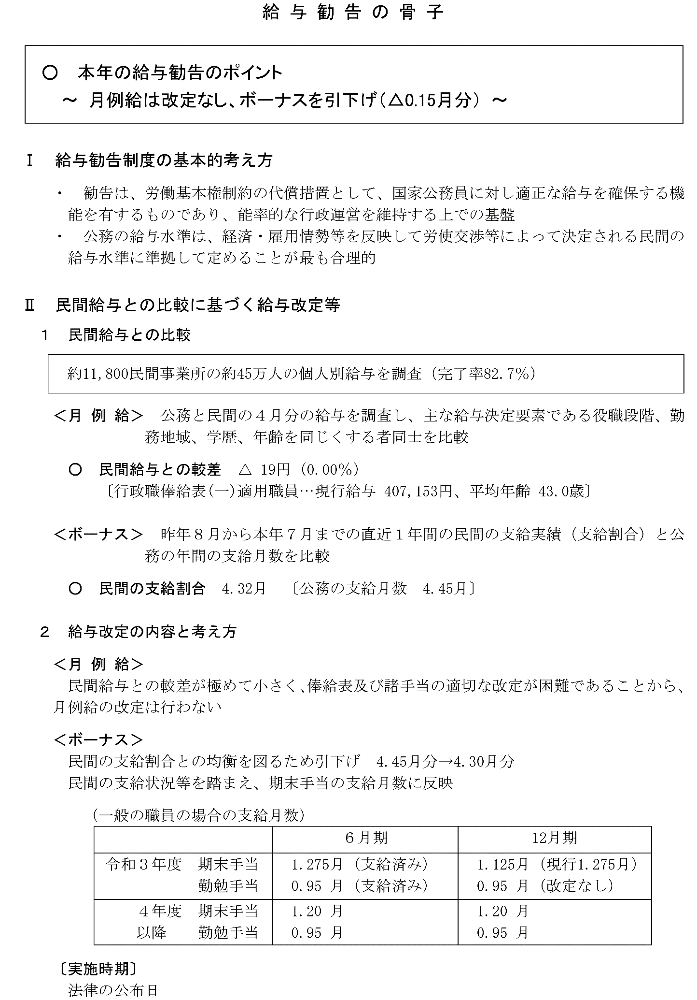 給与勧告の骨子
○　本年の給与勧告のポイント
～ 月例給は改定なし、ボーナスを引下げ（△0.15月分）～
Ⅰ　給与勧告制度の基本的考え方
・　勧告は、労働基本権制約の代償措置として、国家公務員に対し適正な給与を確保する機
能を有するものであり、能率的な行政運営を維持する上での基盤
・　公務の給与水準は、経済・雇用情勢等を反映して労使交渉等によって決定される民間の
給与水準に準拠して定めることが最も合理的
Ⅱ　民間給与との比較に基づく給与改定等
１　民間給与との比較
約11,800民間事業所の約45万人の個人別給与を調査（完了率82.7％）
＜月 例 給＞　公務と民間の４月分の給与を調査し、主な給与決定要素である役職段階、勤
務地域、学歴、年齢を同じくする者同士を比較
○　民間給与との較差　△ 19円（0.00％）
〔行政職俸給表(一)適用職員…現行給与 407,153円、平均年齢 43.0歳〕
＜ボーナス＞　昨年８月から本年７月までの直近１年間の民間の支給実績（支給割合）と公
務の年間の支給月数を比較
○　民間の支給割合　4.32月　〔公務の支給月数　4.45月〕
２　給与改定の内容と考え方
＜月 例 給＞
民間給与との較差が極めて小さく、俸給表及び諸手当の適切な改定が困難であることから、
月例給の改定は行わない
＜ボーナス＞
民間の支給割合との均衡を図るため引下げ　4.45月分→4.30月分
民間の支給状況等を踏まえ、期末手当の支給月数に反映
（一般の職員の場合の支給月数）
６月期　12月期
令和３年度　期末手当　1.275月（支給済み）　1.125月（現行1.275月）
勤勉手当　0.95 月（支給済み）　0.95 月（改定なし）
４年度　期末手当　1.20 月　1.20 月
以降　勤勉手当　0.95 月　0.95 月
〔実施時期〕
法律の公布日